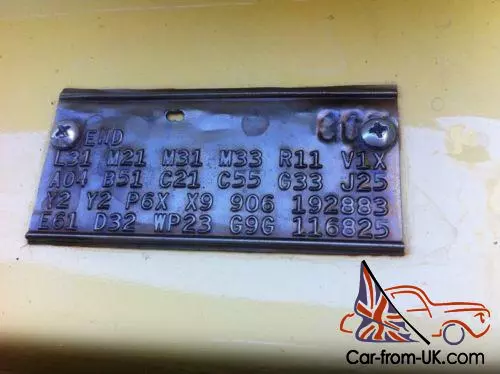 END
L31 M21 M31 M33 R11 V1X
A04 B51 C21 C55 G33 J25
Y2 Y2 P6X X9 906 192883
E61 D32 WP23 G9G 116825
Car-from-UK.com